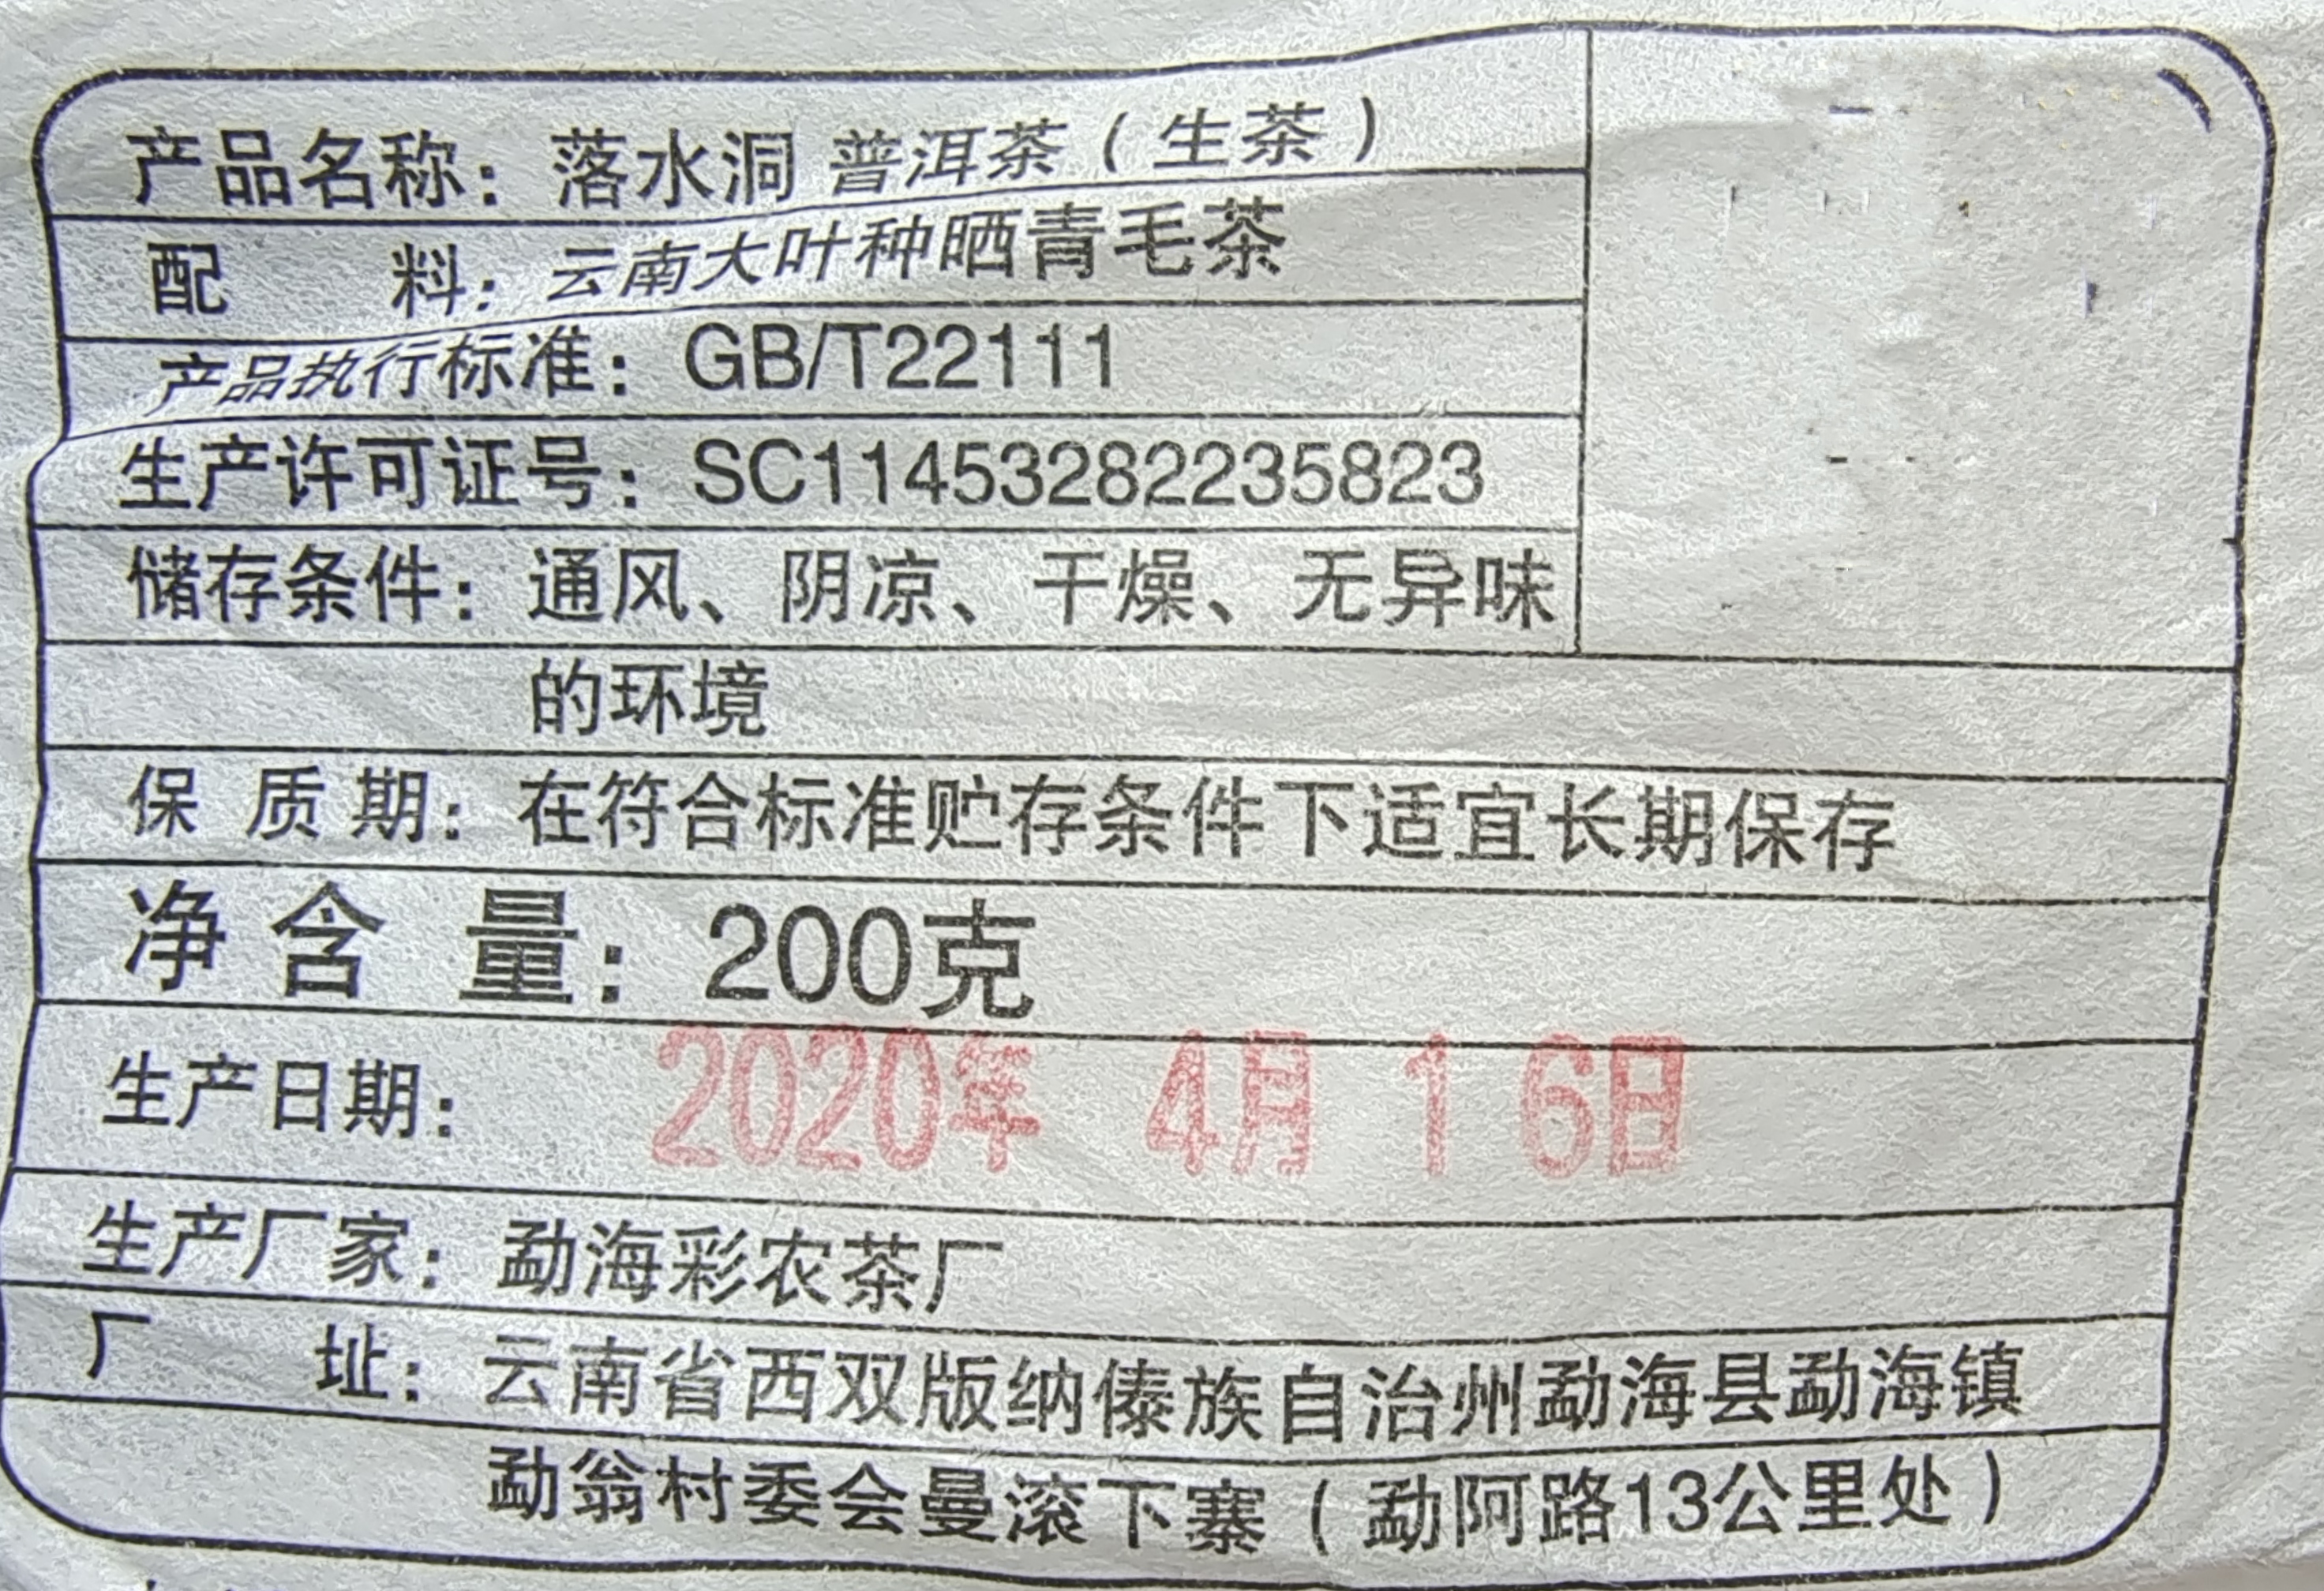 产品名称：落水洞 普洱茶（生茶）
配 料：云南大叶种晒青毛茶
产品执行标准：GB/T22111
生产许可证号：SC11453282235823
储存条件：通风、阴凉、干燥、无异味
的环境
保 质 期：在符合标准贮存条件下适宜长期保存
净 含 量：200克
生产日期： 2020年 4月 16日
生产厂家：勐海彩农茶厂
厂 址：云南省西双版纳傣族自治州勐海县勐海镇
勐翁村委会曼滚下寨（勐阿路13公里处）